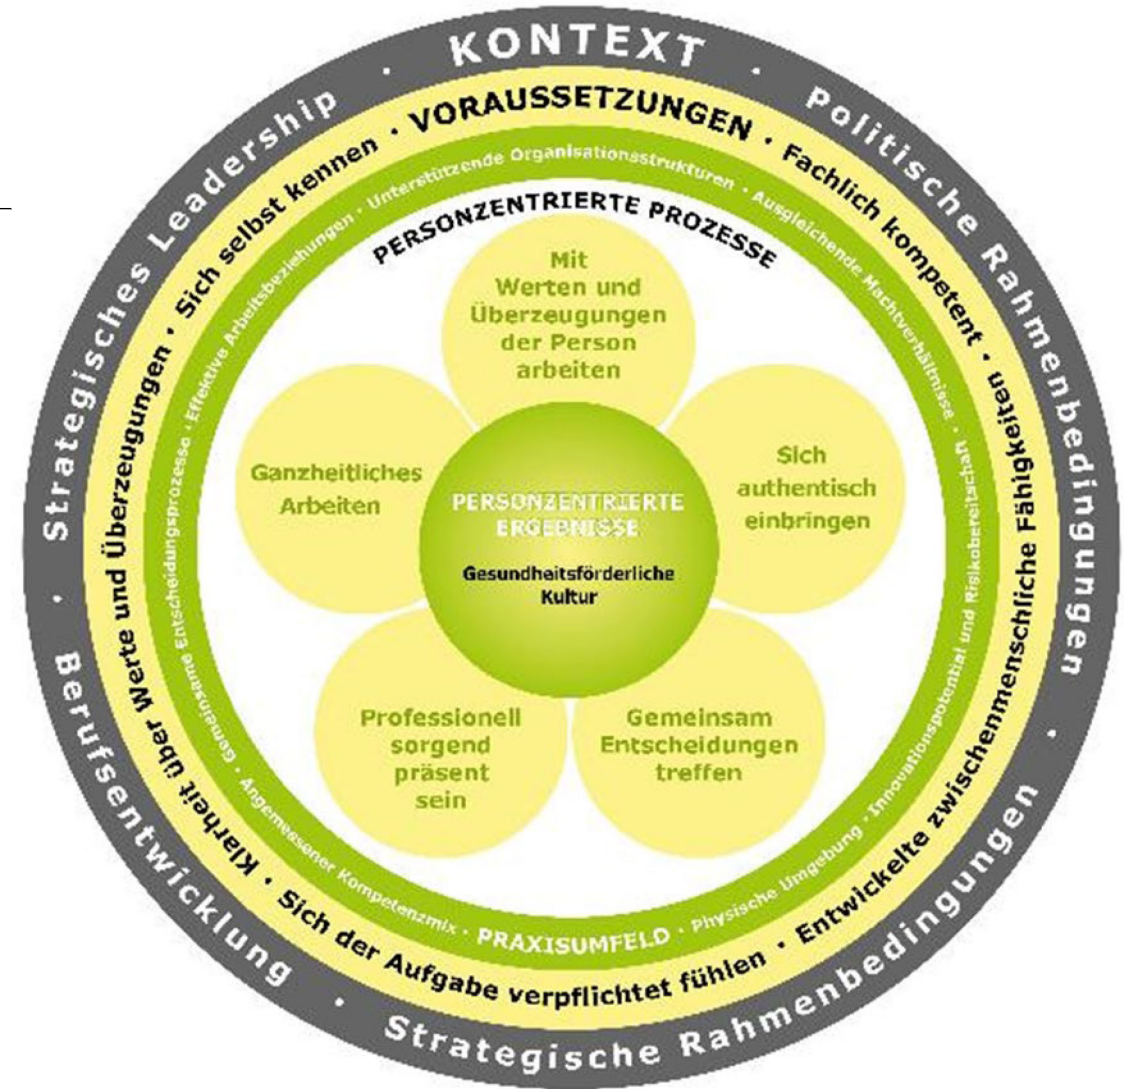 KONTEXT · Politische Rahmenbedingungen · Strategische Rahmenbedingungen · Berufsentwicklung · Strategisches Leadership ·
VORAUSSETZUNGEN · Fachlich kompetent · Entwickelte zwischenmenschliche Fähigkeiten · Sich der Aufgabe verpflichtet fühlen · Klarheit über Werte und Überzeugungen · Sich selbst kennen ·
Unterstützende Organisationsstrukturen · Ausgleichende Machtverhältnisse · Innovationspotential und Risikobereitschaft · Physische Umgebung · PRAXISUMFELD · Angemessener Kompetenzmix · Gemeinsame Entscheidungsprozesse · Effektive Arbeitsbeziehungen ·
PERSONZENTRIERTE PROZESSE
Mit
Werten und
Überzeugungen
der Person
arbeiten
Sich
authentisch
einbringen
Gemeinsam
Entscheidungen
treffen
Professionell
sorgend
präsent
sein
Ganzheitliches
Arbeiten
PERSONZENTRIERTE
ERGEBNISSE
Gesundheitsförderliche
Kultur